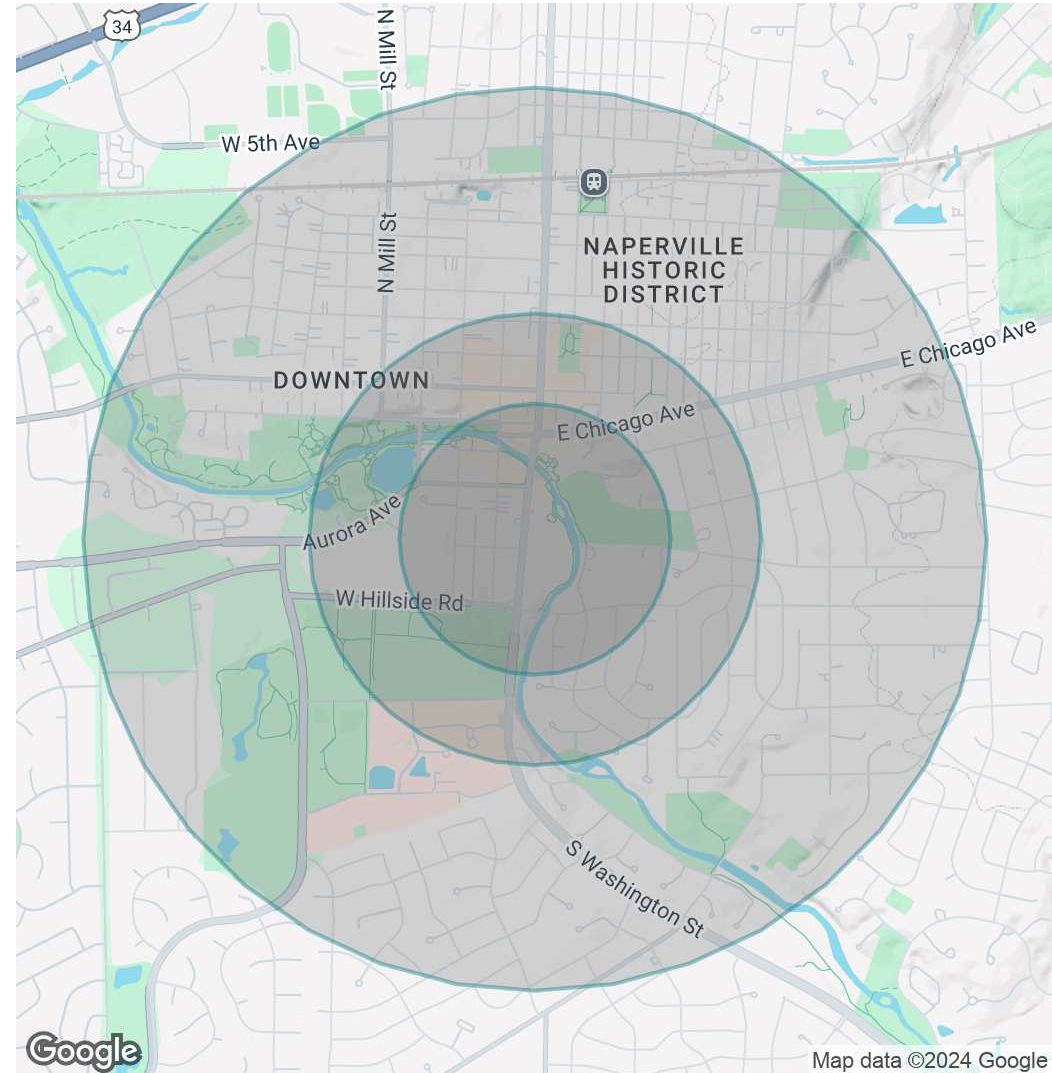 34
N Mill St
W 5th Ave
N Mill St
NAPERVILLE
HISTORIC
DISTRICT
E Chicago Ave
DOWNTOWN
E Chicago Ave
Aurora Ave
W Hillside Rd
S Washington St
Google
Map data ©2024 Google